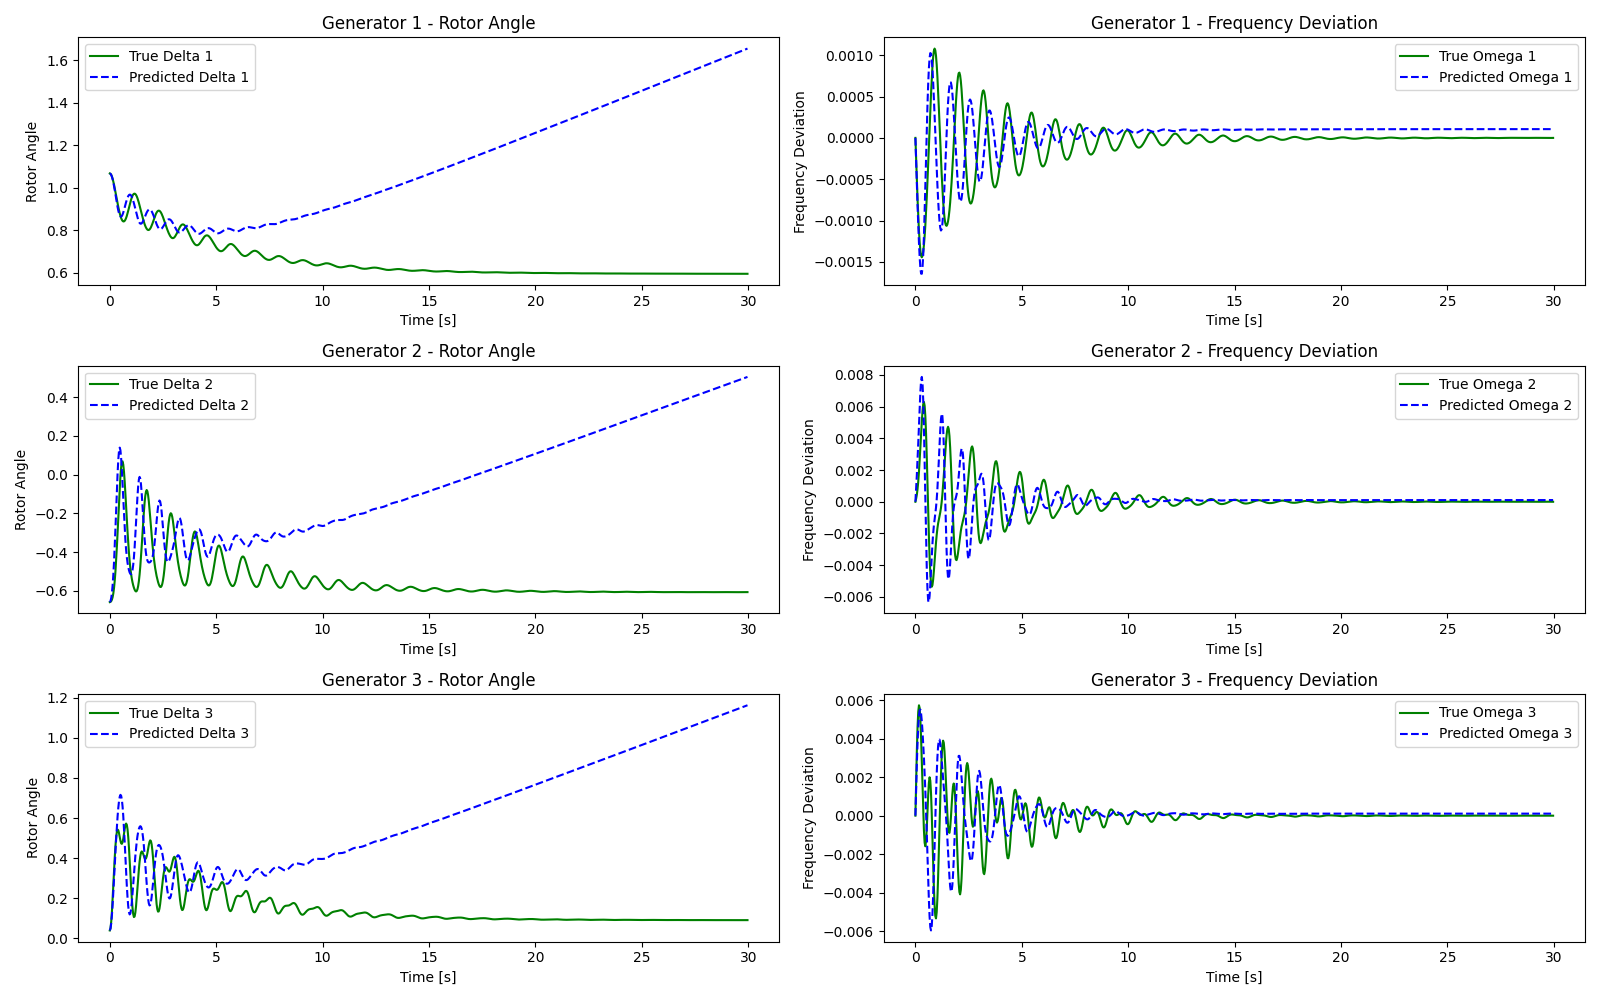 Generator 1 - Rotor Angle
True Delta 1
Predicted Delta 1
Rotor Angle
1.6
1.4
1.2
1.0
0.8
0.6
0 5 10 15 20 25 30
Time [s]
Generator 1 - Frequency Deviation
True Omega 1
Predicted Omega 1
Frequency Deviation
0.0010
0.0005
0.0000
−0.0005
−0.0010
−0.0015
0 5 10 15 20 25 30
Time [s]
Generator 2 - Rotor Angle
True Delta 2
Predicted Delta 2
Rotor Angle
0.4
0.2
0.0
−0.2
−0.4
−0.6
0 5 10 15 20 25 30
Time [s]
Generator 2 - Frequency Deviation
True Omega 2
Predicted Omega 2
Frequency Deviation
0.008
0.006
0.004
0.002
0.000
−0.002
−0.004
−0.006
0 5 10 15 20 25 30
Time [s]
Generator 3 - Rotor Angle
True Delta 3
Predicted Delta 3
Rotor Angle
1.2
1.0
0.8
0.6
0.4
0.2
0.0
0 5 10 15 20 25 30
Time [s]
Generator 3 - Frequency Deviation
True Omega 3
Predicted Omega 3
Frequency Deviation
0.006
0.004
0.002
0.000
−0.002
−0.004
−0.006
0 5 10 15 20 25 30
Time [s]